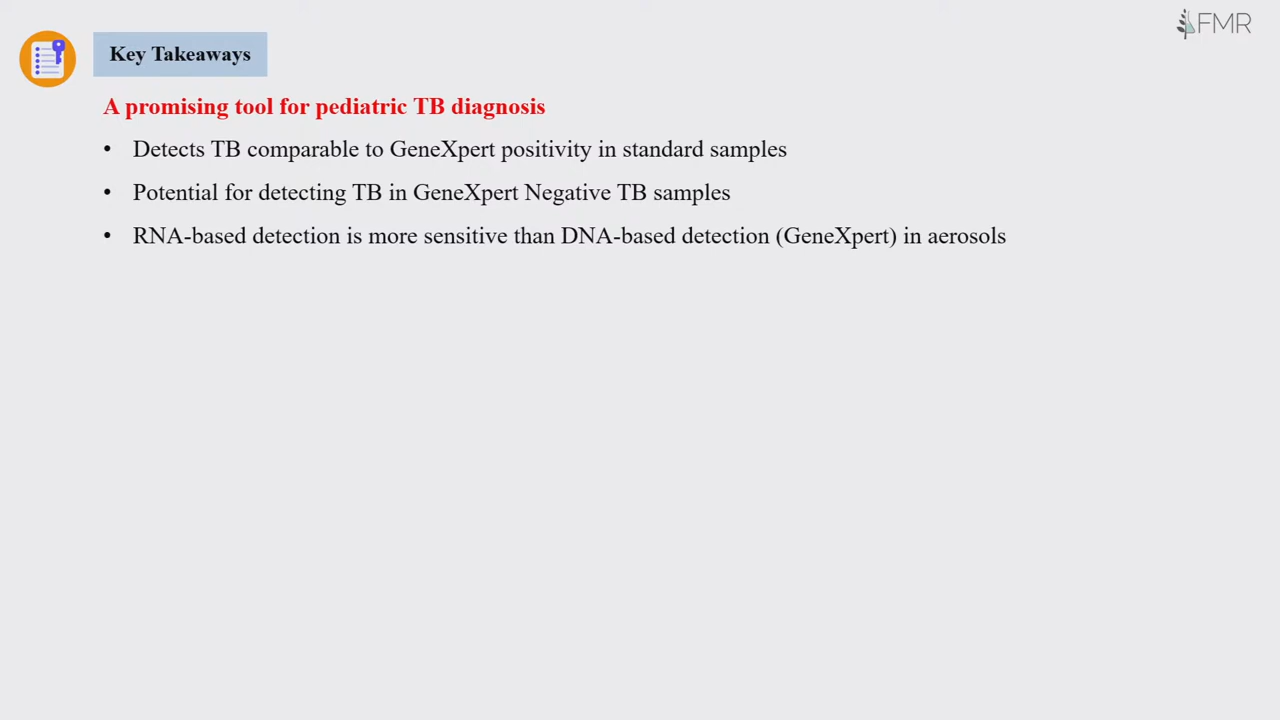 FMR
Key Takeaways
A promising tool for pediatric TB diagnosis
• Detects TB comparable to GeneXpert positivity in standard samples
• Potential for detecting TB in GeneXpert Negative TB samples
• RNA-based detection is more sensitive than DNA-based detection (GeneXpert) in aerosols